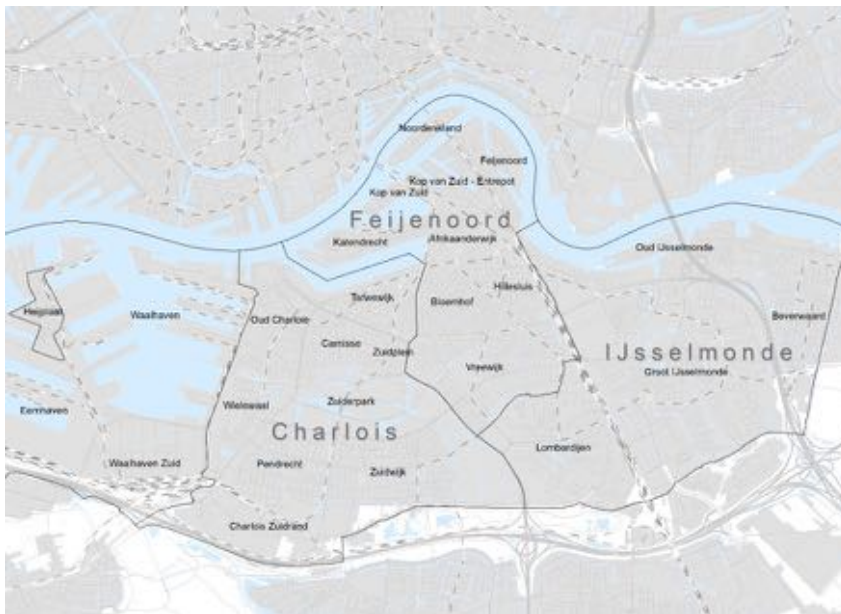 Noordereiland
Feijenoord
Kop van Zuid - Entrepot
Kop van Zuid
Feijenoord
Katendrecht
Afrikaanderwijk
Oud IJsselmonde
Hillesluis
Tarwewijk
Bloemhof
Heijplaat
Waalhaven
Oud Charlois
Beverwaard
Carnisse
Zuidplein
IJsselmonde
Vreewijk
Groot IJsselmonde
Eemhaven
Wielewaal
Zuiderpark
Charlois
Lombardijen
Waalhaven Zuid
Pendrecht
Zuidwijk
Charlois Zuidrand